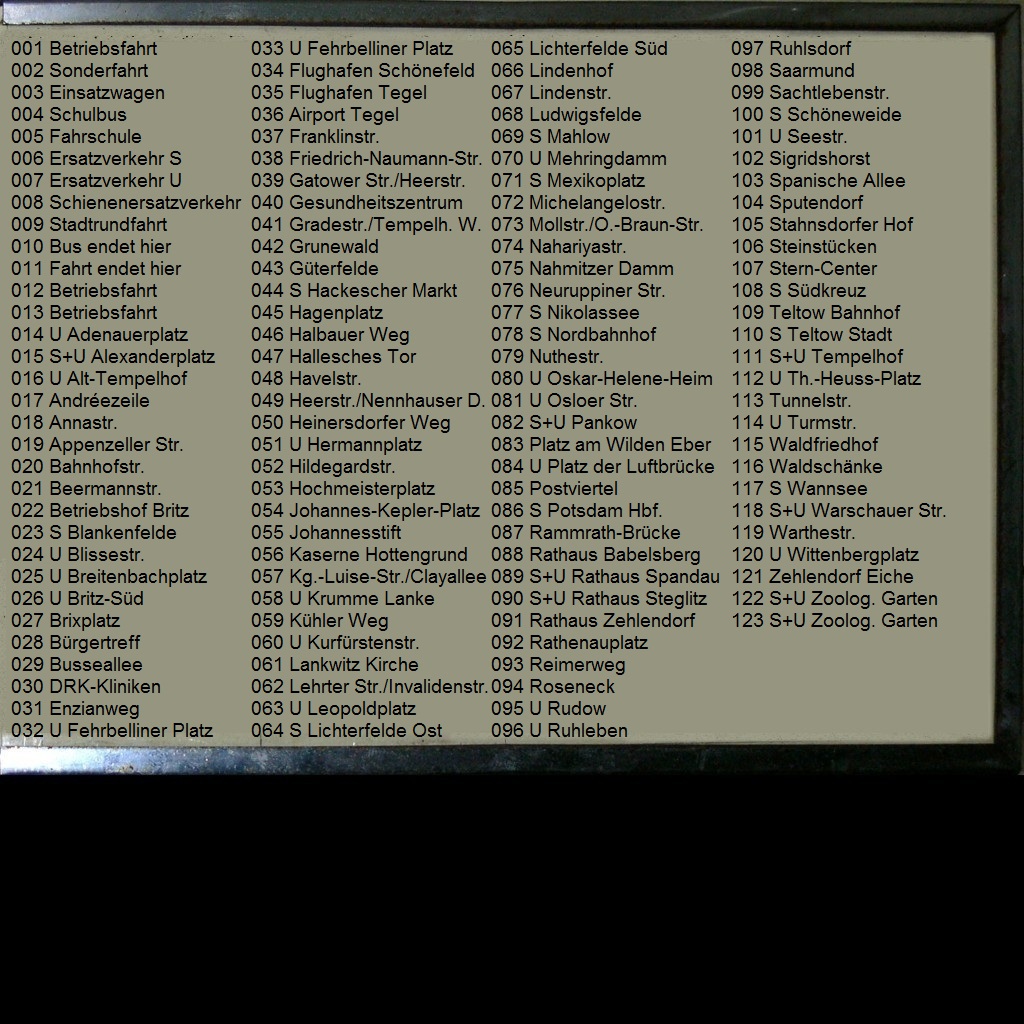 001 Betriebsfahrt
002 Sonderfahrt
003 Einsatzwagen
004 Schulbus
005 Fahrschule
006 Ersatzverkehr S
007 Ersatzverkehr U
008 Schienenersatzverkehr
009 Stadtrundfahrt
010 Bus endet hier
011 Fahrt endet hier
012 Betriebsfahrt
013 Betriebsfahrt
014 U Adenauerplatz
015 S+U Alexanderplatz
016 U Alt-Tempelhof
017 Andréezeile
018 Annastr.
019 Appenzeller Str.
020 Bahnhofstr.
021 Beermannstr.
022 Betriebshof Britz
023 S Blankenfelde
024 U Blissestr.
025 U Breitenbachplatz
026 U Britz-Süd
027 Brixplatz
028 Bürgertreff
029 Busseallee
030 DRK-Kliniken
031 Enzianweg
032 U Fehrbelliner Platz
033 U Fehrbelliner Platz
034 Flughafen Schönefeld
035 Flughafen Tegel
036 Airport Tegel
037 Franklinstr.
038 Friedrich-Naumann-Str.
039 Gatower Str./Heerstr.
040 Gesundheitszentrum
041 Gradestr./Tempelh. W.
042 Grunewald
043 Güterfelde
044 S Hackescher Markt
045 Hagenplatz
046 Halbauer Weg
047 Hallesches Tor
048 Havelstr.
049 Heerstr./Nennhauser D.
050 Heinersdorfer Weg
051 U Hermannplatz
052 Hildegardstr.
053 Hochmeisterplatz
054 Johannes-Kepler-Platz
055 Johannesstift
056 Kaserne Hottengrund
057 Kg.-Luise-Str./Clayallee
058 U Krumme Lanke
059 Kühler Weg
060 U Kurfürstenstr.
061 Lankwitz Kirche
062 Lehrter Str./Invalidenstr.
063 U Leopoldplatz
064 S Lichterfelde Ost
065 Lichterfelde Süd
066 Lindenhof
067 Lindenstr.
068 Ludwigsfelde
069 S Mahlow
070 U Mehringdamm
071 S Mexikoplatz
072 Michelangelostr.
073 Mollstr./O.-Braun-Str.
074 Nahariyastr.
075 Nahmitzer Damm
076 Neuruppiner Str.
077 S Nikolassee
078 S Nordbahnhof
079 Nuthestr.
080 U Oskar-Helene-Heim
081 U Osloer Str.
082 S+U Pankow
083 Platz am Wilden Eber
084 U Platz der Luftbrücke
085 Postviertel
086 S Potsdam Hbf.
087 Rammrath-Brücke
088 Rathaus Babelsberg
089 S+U Rathaus Spandau
090 S+U Rathaus Steglitz
091 Rathaus Zehlendorf
092 Rathenauplatz
093 Reimerweg
094 Roseneck
095 U Rudow
096 U Ruhleben
097 Ruhlsdorf
098 Saarmund
099 Sachtlebenstr.
100 S Schöneweide
101 U Seestr.
102 Sigridshorst
103 Spanische Allee
104 Sputendorf
105 Stahnsdorfer Hof
106 Steinstücken
107 Stern-Center
108 S Südkreuz
109 Teltow Bahnhof
110 S Teltow Stadt
111 S+U Tempelhof
112 U Th.-Heuss-Platz
113 Tunnelstr.
114 U Turmstr.
115 Waldfriedhof
116 Waldschänke
117 S Wannsee
118 S+U Warschauer Str.
119 Warthestr.
120 U Wittenbergplatz
121 Zehlendorf Eiche
122 S+U Zoolog. Garten
123 S+U Zoolog. Garten